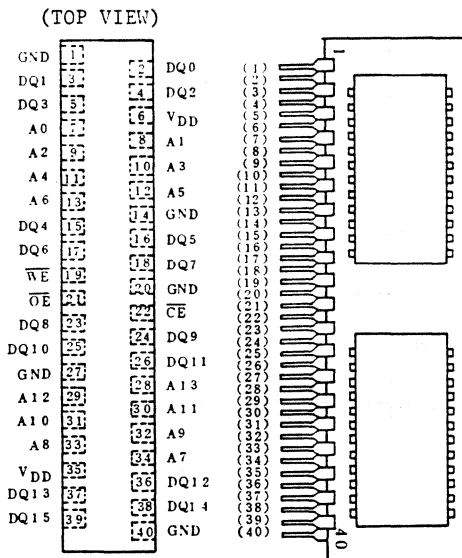 (TOP VIEW)
GND 1
2 DQ0
DQ1 3
4 DQ2
DQ3 5
6 VDD
A0 7
8 A1
A2 9
10 A3
A4 11
12 A5
A6 13
14 GND
DQ4 15
16 DQ5
DQ6 17
18 DQ7
W̅E̅ 19
20 GND
O̅E̅ 21
22 C̅E̅
DQ8 23
24 DQ9
DQ10 25
26 DQ11
GND 27
28 A13
A12 29
30 A11
A10 31
32 A9
A8 33
34 A7
VDD 35
36 DQ12
DQ13 37
38 DQ14
DQ15 39
40 GND
(1)
(2)
(3)
(4)
(5)
(6)
(7)
(8)
(9)
(10)
(11)
(12)
(13)
(14)
(15)
(16)
(17)
(18)
(19)
(20)
(21)
(22)
(23)
(24)
(25)
(26)
(27)
(28)
(29)
(30)
(31)
(32)
(33)
(34)
(35)
(36)
(37)
(38)
(39)
(40)
1
40